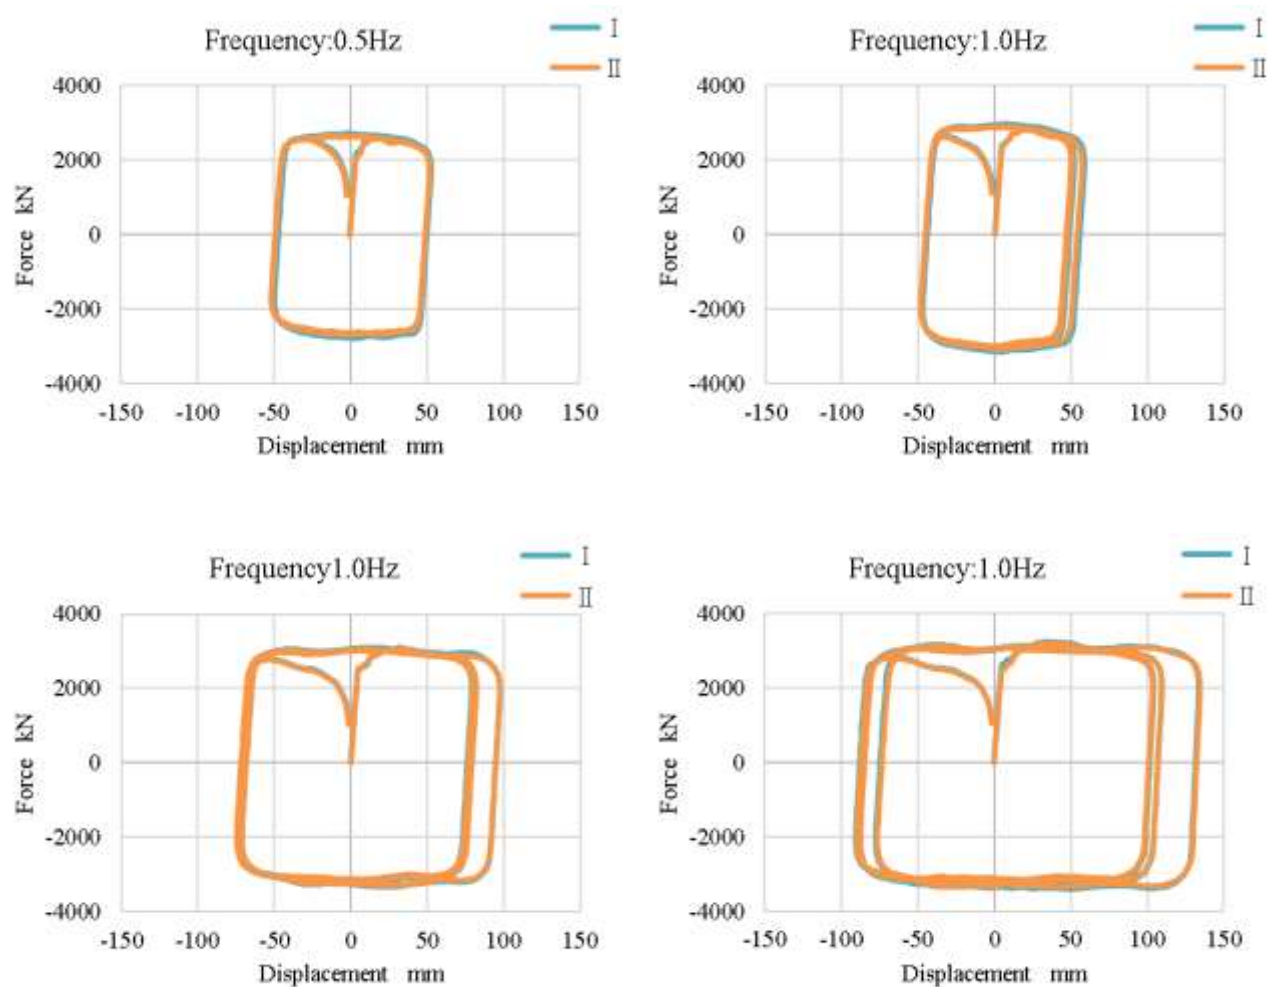 Frequency:0.5Hz
I
II
4000
2000
0
-2000
-4000
Force kN
-150 -100 -50 0 50 100 150
Displacement mm
Frequency:1.0Hz
I
II
4000
2000
0
-2000
-4000
Force kN
-150 -100 -50 0 50 100 150
Displacement mm
Frequency1.0Hz
I
II
4000
2000
0
-2000
-4000
Force kN
-150 -100 -50 0 50 100 150
Displacement mm
Frequency:1.0Hz
I
II
4000
2000
0
-2000
-4000
Force kN
-150 -100 -50 0 50 100 150
Displacement mm